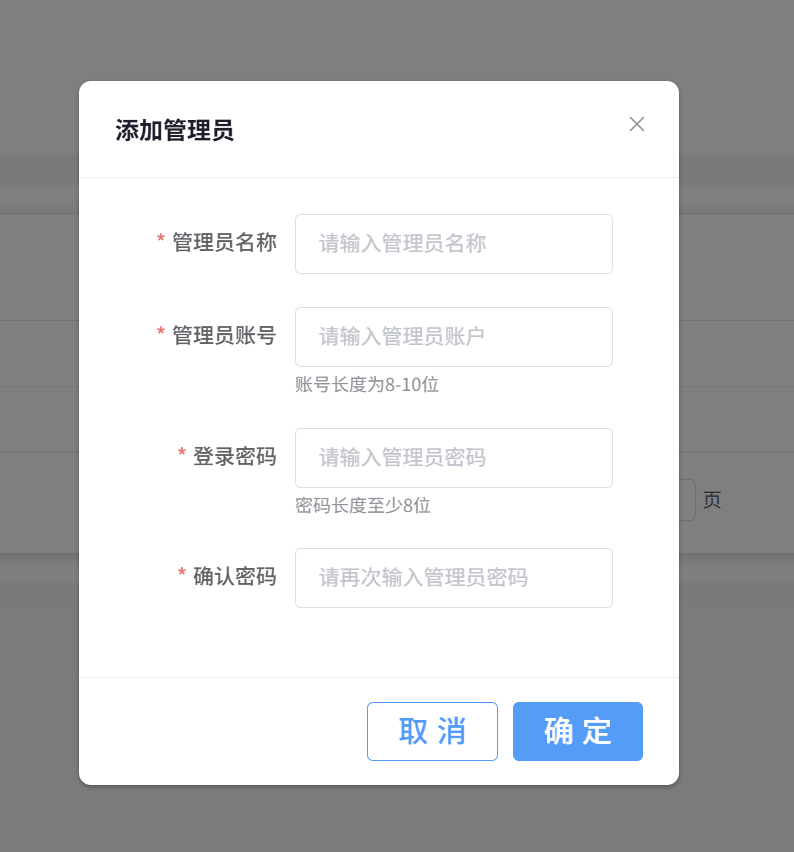 添加管理员
* 管理员名称 请输入管理员名称
* 管理员账号 请输入管理员账户
账号长度为8-10位
* 登录密码 请输入管理员密码
密码长度至少8位
页
* 确认密码 请再次输入管理员密码
取 消 确 定